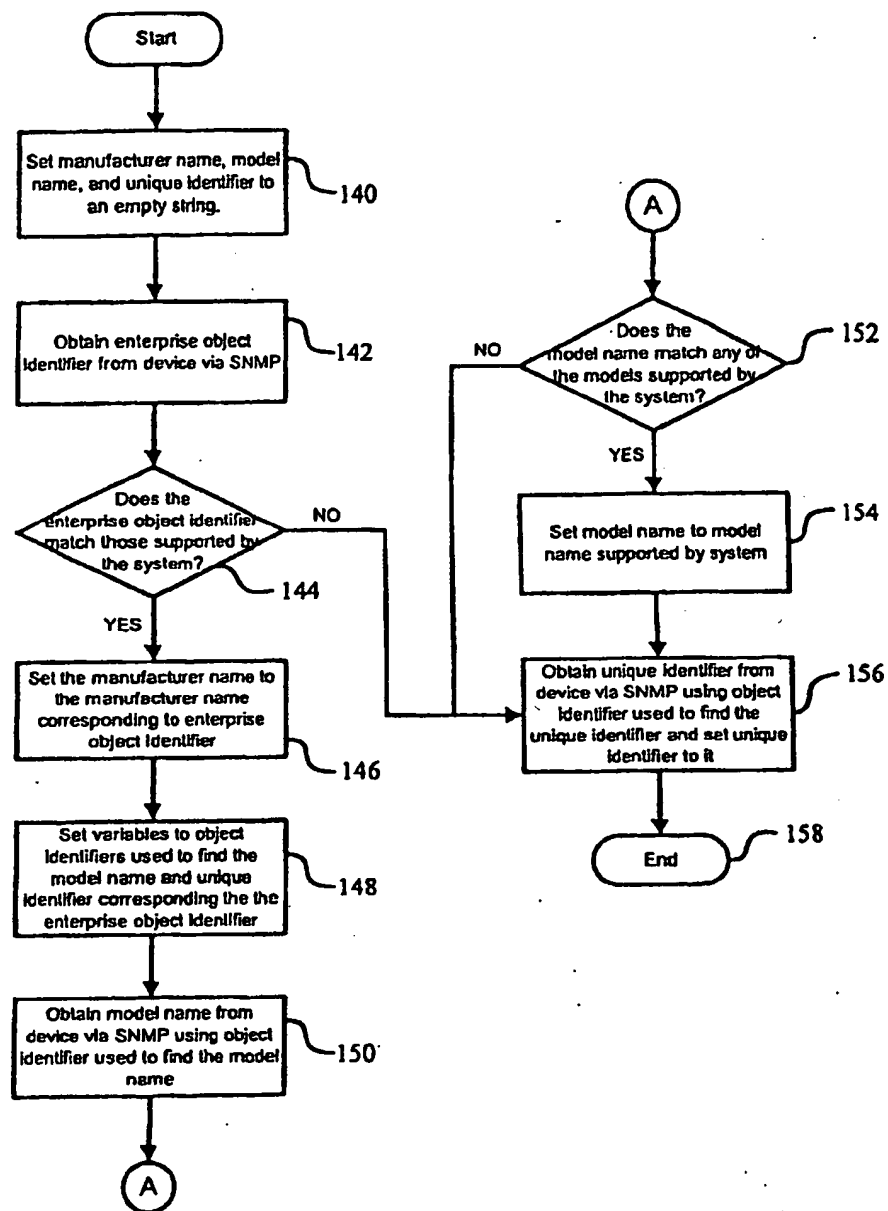 Start
Set manufacturer name, model
name, and unique identifier to
an empty string.
140
Obtain enterprise object
identifier from device via SNMP
142
Does the
enterprise object identifier
match those supported by
the system?
NO
144
YES
Set the manufacturer name to
the manufacturer name
corresponding to enterprise
object identifier
146
Set variables to object
identifiers used to find the
model name and unique
identifier corresponding the the
enterprise object identifier
148
Obtain model name from
device via SNMP using object
identifier used to find the model
name
150
A
A
Does the
model name match any of
the models supported by
the system?
152
NO
YES
Set model name to model
name supported by system
154
Obtain unique identifier from
device via SNMP using object
identifier used to find the
unique identifier and set unique
identifier to it
156
End
158